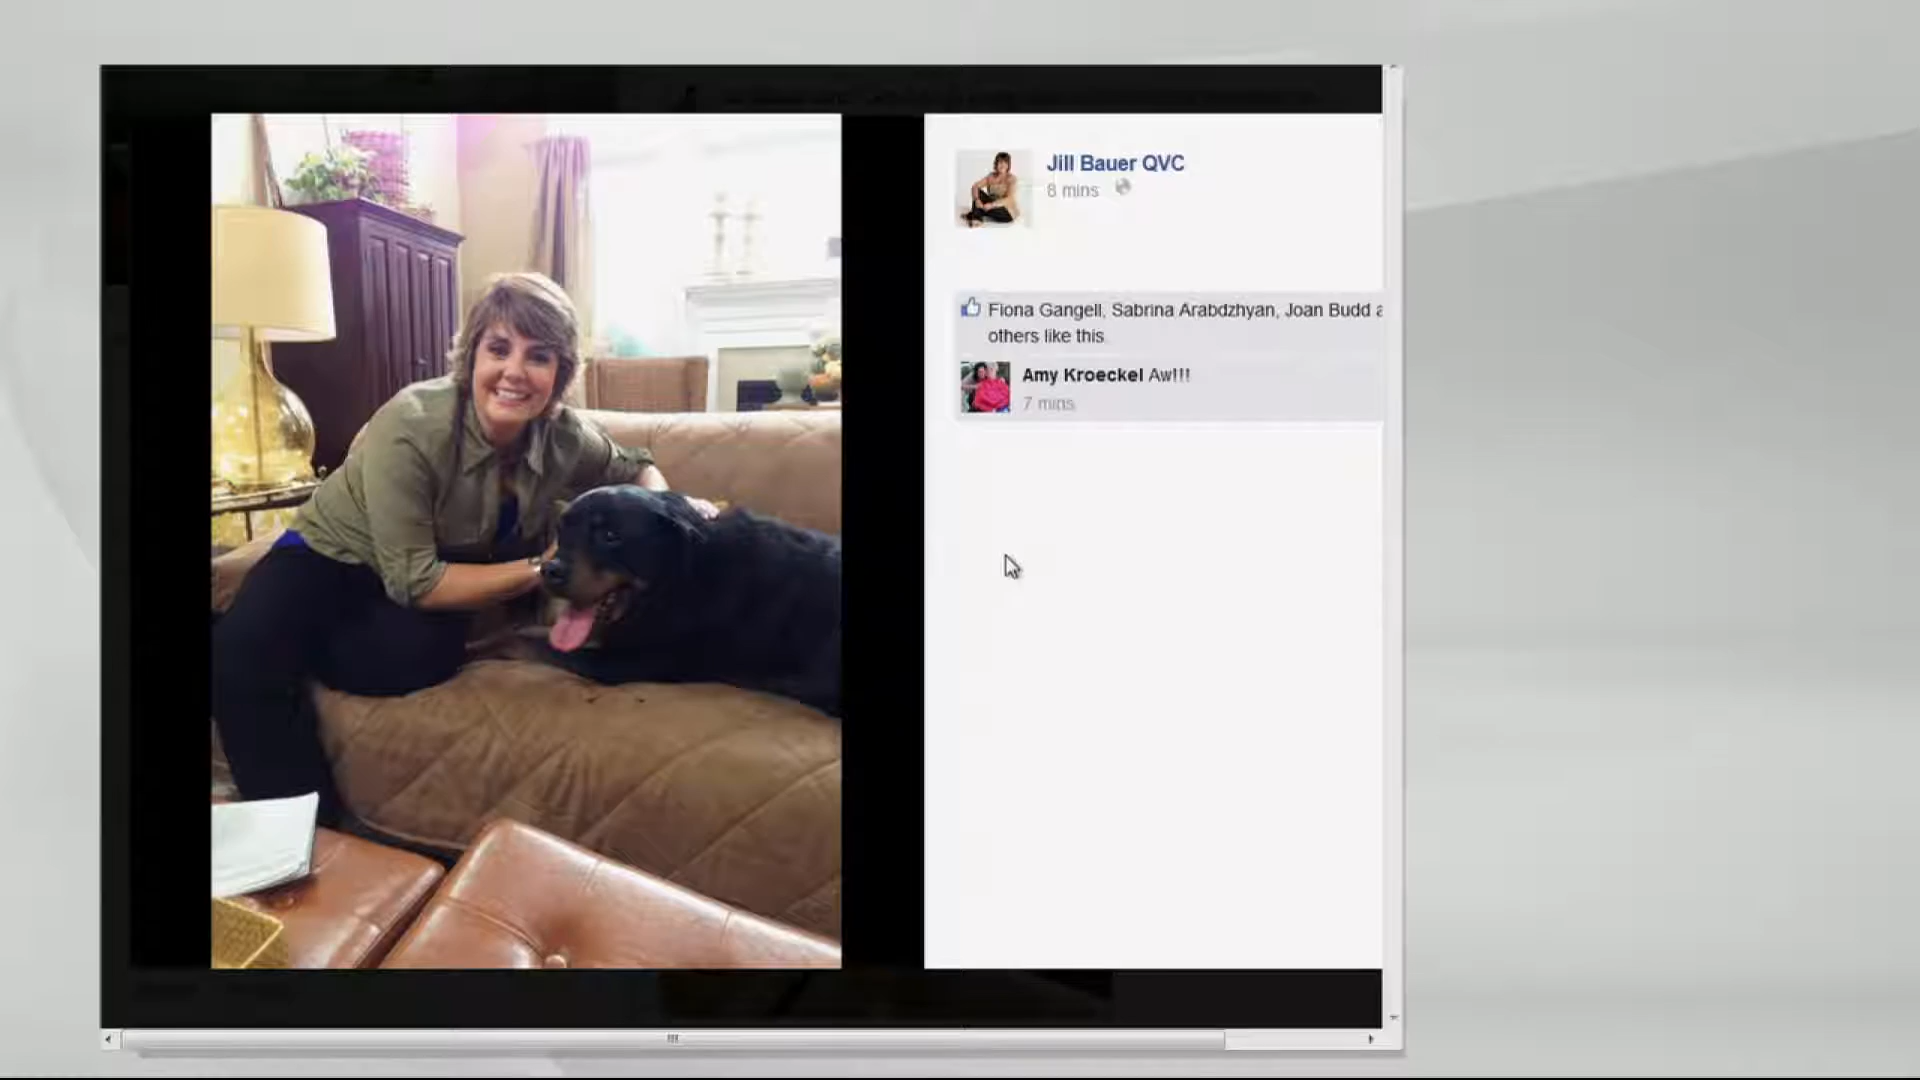 Jill Bauer QVC
8 mins
Fiona Gangell, Sabrina Arabdzhyan, Joan Budd a
others like this.
Amy Kroeckel Aw!!!
7 mins